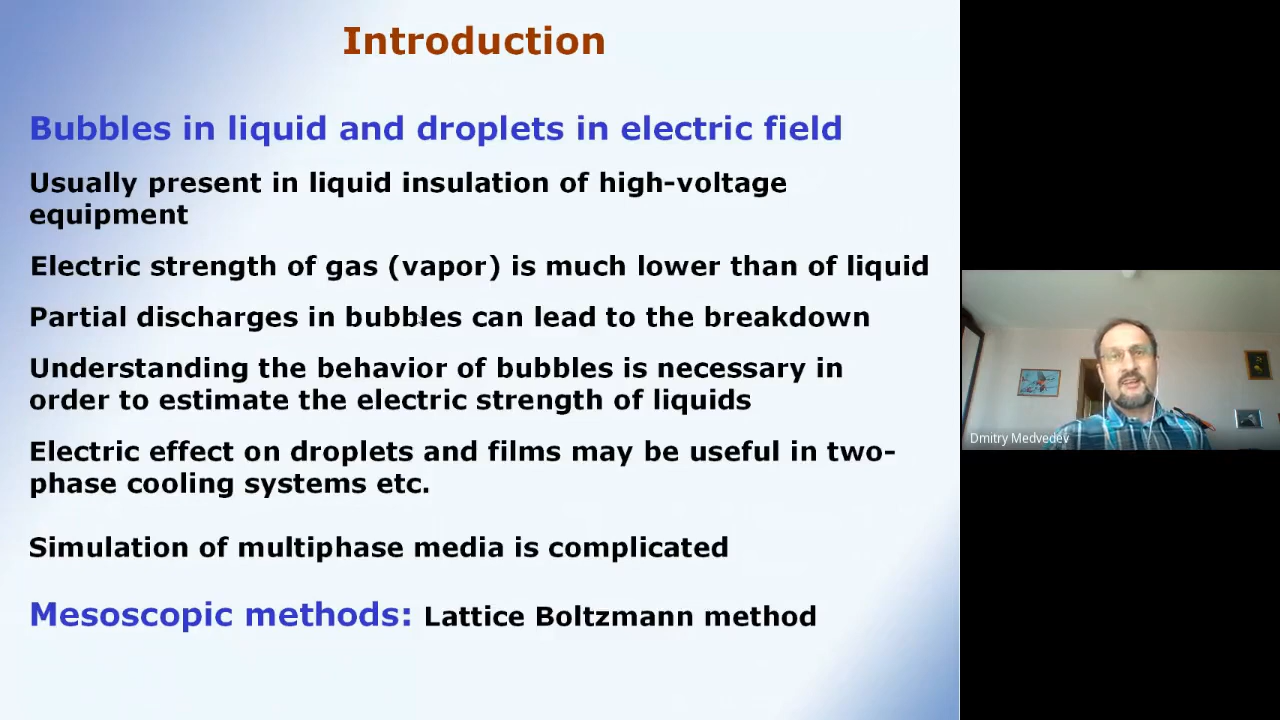 Introduction
Bubbles in liquid and droplets in electric field
Usually present in liquid insulation of high-voltage
equipment
Electric strength of gas (vapor) is much lower than of liquid
Partial discharges in bubbles can lead to the breakdown
Understanding the behavior of bubbles is necessary in
order to estimate the electric strength of liquids
Electric effect on droplets and films may be useful in two-
phase cooling systems etc.
Simulation of multiphase media is complicated
Mesoscopic methods: Lattice Boltzmann method
Dmitry Medvedev